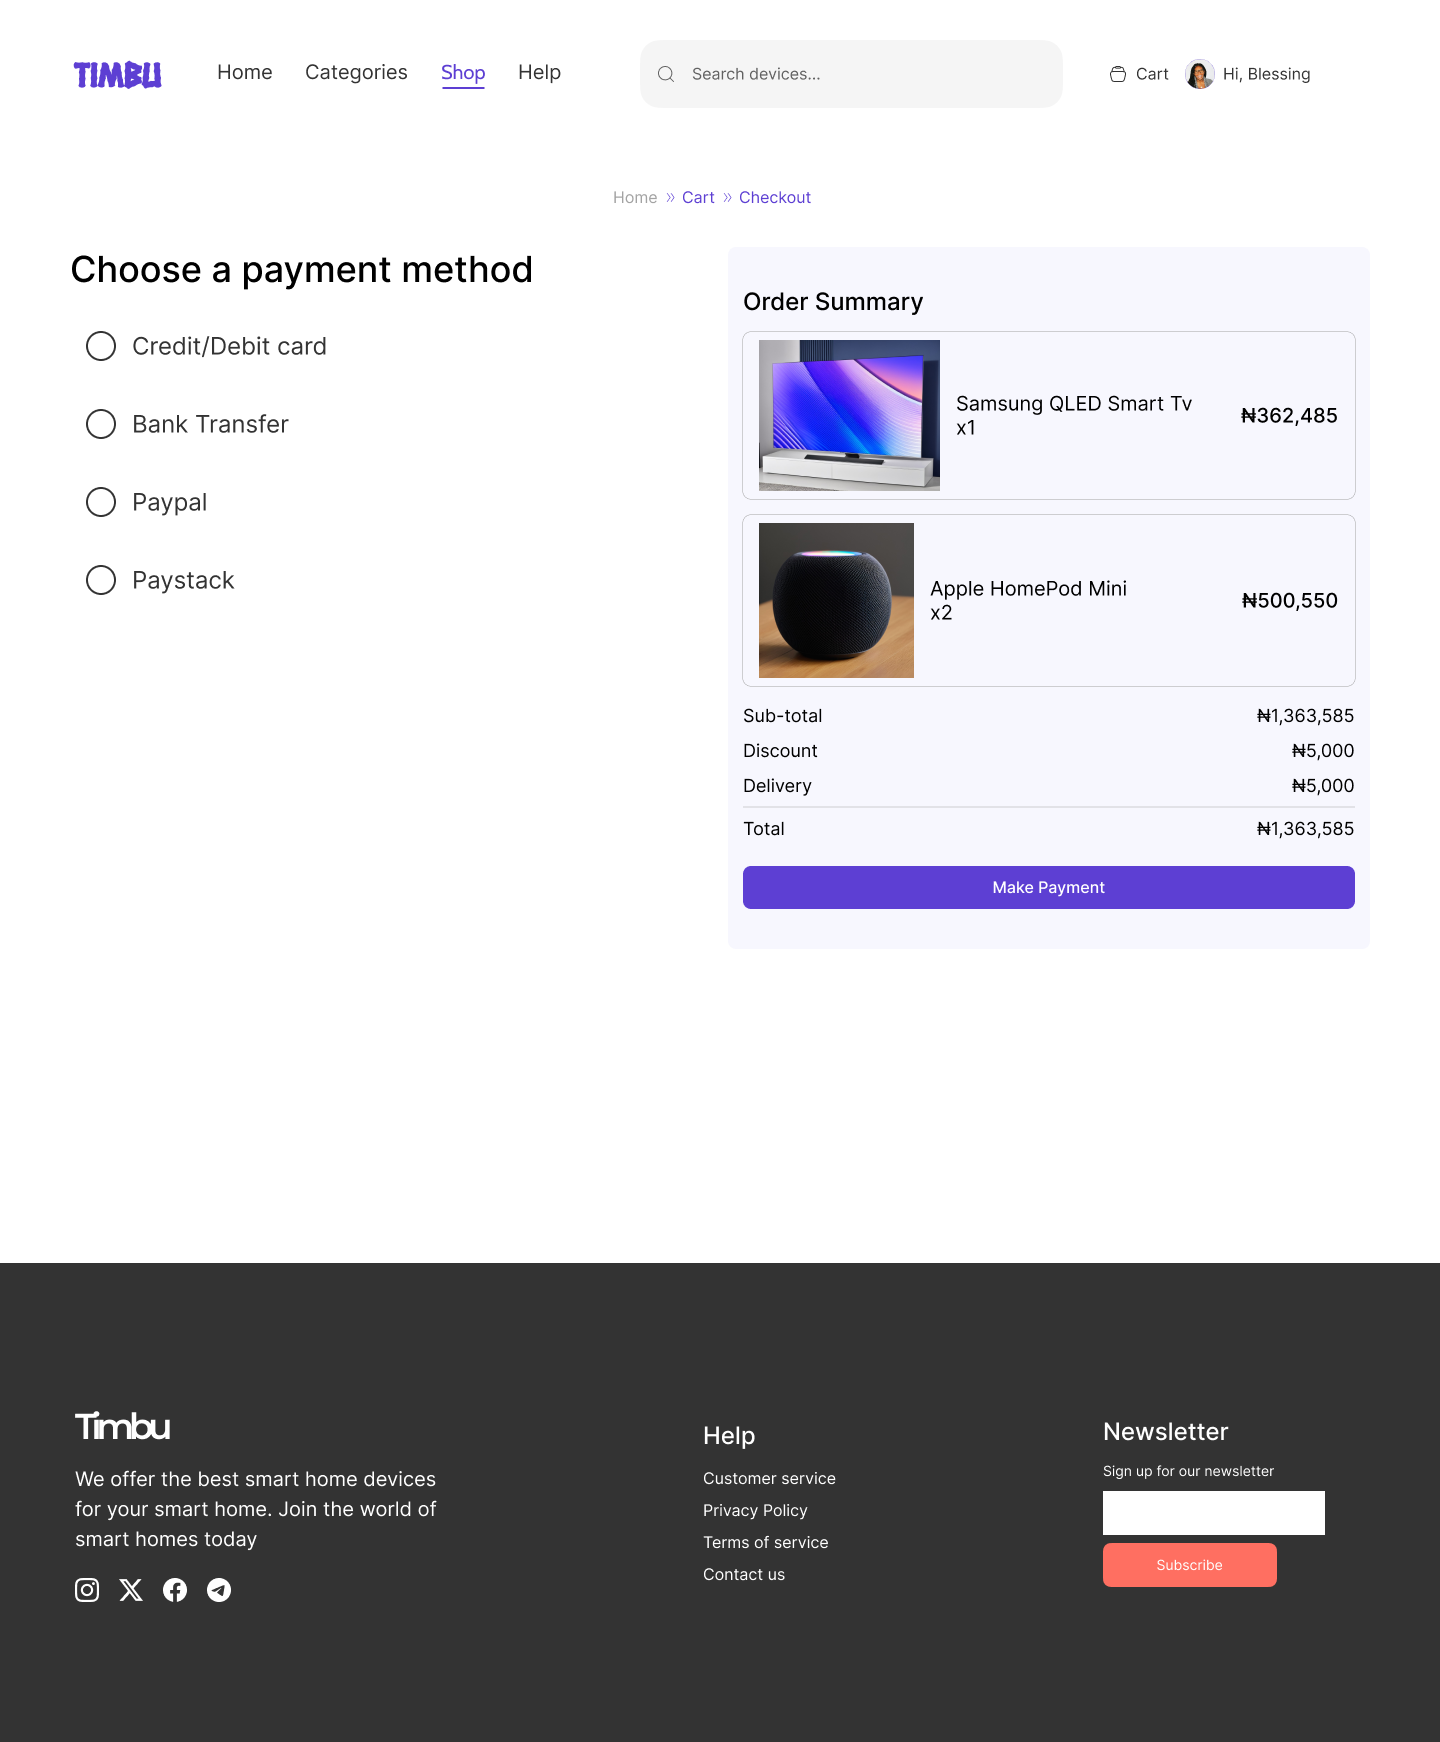 TIMBU
Home
Categories
Shop
Help
Search devices...
Cart
Hi, Blessing
Home » Cart » Checkout
Choose a payment method
Credit/Debit card
Bank Transfer
Paypal
Paystack
Order Summary
Samsung QLED Smart Tv
x1
₦362,485
Apple HomePod Mini
x2
₦500,550
Sub-total ₦1,363,585
Discount ₦5,000
Delivery ₦5,000
Total ₦1,363,585
Make Payment
Timbu
We offer the best smart home devices
for your smart home. Join the world of
smart homes today
Help
Customer service
Privacy Policy
Terms of service
Contact us
Newsletter
Sign up for our newsletter
Subscribe